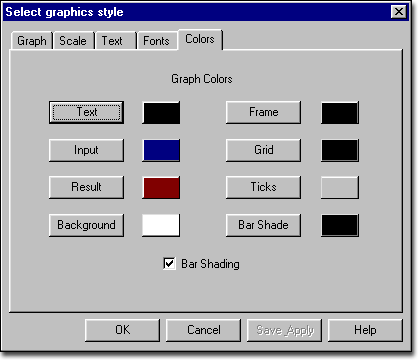 Select graphics style
Graph Scale Text Fonts Colors
Graph Colors
Text Frame
Input Grid
Result Ticks
Background Bar Shade
Bar Shading
OK Cancel Save_Apply Help